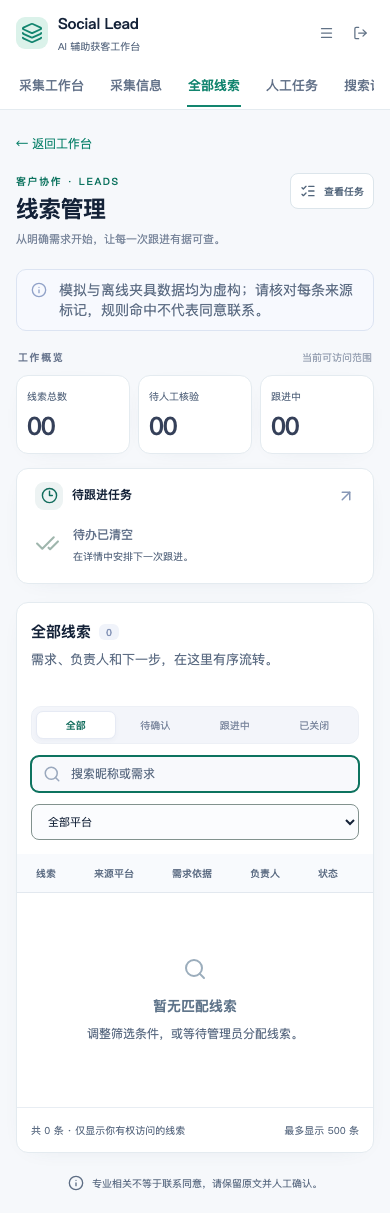 Social Lead
AI 辅助获客工作台
采集工作台 采集信息 全部线索 人工任务
← 返回工作台
客户协作 · LEADS
线索管理
查看任务
从明确需求开始，让每一次跟进有据可查。
模拟与离线夹具数据均为虚构；请核对每条来源
标记，规则命中不代表同意联系。
工作概览 当前可访问范围
线索总数 待人工核验 跟进中
00 00 00
待跟进任务
待办已清空
在详情中安排下一次跟进。
全部线索 0
需求、负责人和下一步，在这里有序流转。
全部 待确认 跟进中 已关闭
搜索昵称或需求
全部平台
线索 来源平台 需求依据 负责人 状态
暂无匹配线索
调整筛选条件，或等待管理员分配线索。
共 0 条 · 仅显示你有权访问的线索 最多显示 500 条
专业相关不等于联系同意，请保留原文并人工确认。